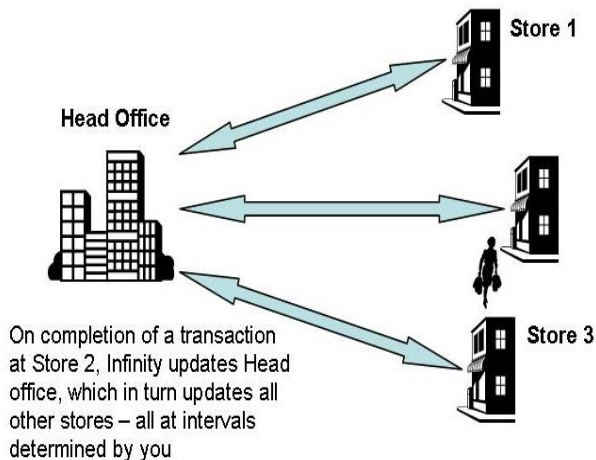 Store 1
Head Office
Store 3
On completion of a transaction
at Store 2, Infinity updates Head
office, which in turn updates all
other stores – all at intervals
determined by you